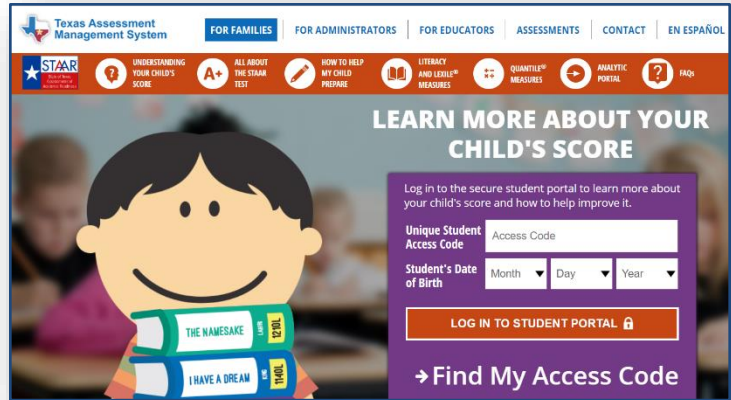 Texas Assessment
Management System
FOR FAMILIES
FOR ADMINISTRATORS
FOR EDUCATORS
ASSESSMENTS
CONTACT
EN ESPAÑOL
STAAR
UNDERSTANDING
YOUR CHILD'S
SCORE
A+
ALL ABOUT
THE STAAR
TEST
HOW TO HELP
MY CHILD
PREPARE
LITERACY
AND LEXILE®
MEASURES
QUANTILE®
MEASURES
ANALYTIC
PORTAL
FAQs
LEARN MORE ABOUT YOUR
CHILD'S SCORE
Log in to the secure student portal to learn more about
your child's score and how to help improve it.
Unique Student
Access Code
Access Code
Student's Date
of Birth
Month
Day
Year
LOG IN TO STUDENT PORTAL
Find My Access Code
THE NAMESAKE
LAHIRI
1210L
I HAVE A DREAM
KING
1140L